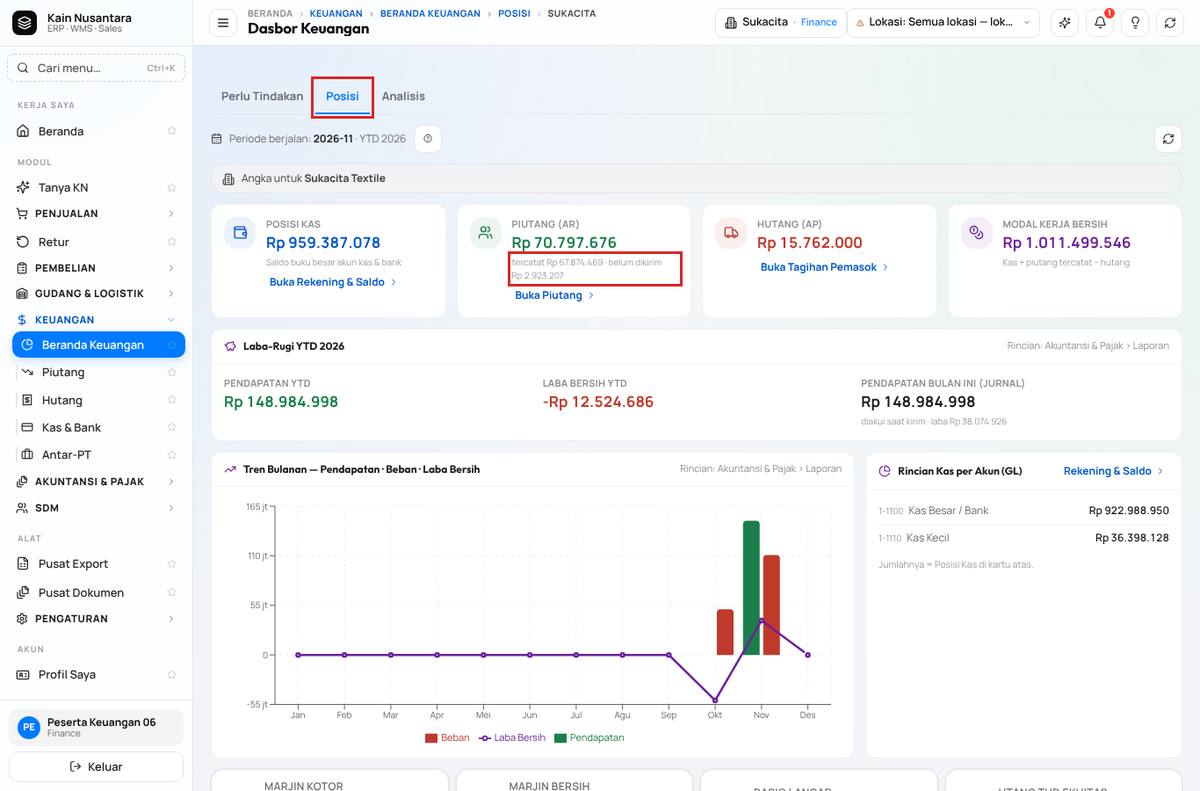 Kain Nusantara
ERP · WMS · Sales
Cari menu...
Ctrl+K
KERJA SAYA
Beranda
MODUL
Tanya KN
PENJUALAN
Retur
PEMBELIAN
GUDANG & LOGISTIK
KEUANGAN
Beranda Keuangan
Piutang
Hutang
Kas & Bank
Antar-PT
AKUNTANSI & PAJAK
SDM
ALAT
Pusat Export
Pusat Dokumen
PENGATURAN
AKUN
Profil Saya
PE
Peserta Keuangan 06
Finance
Keluar
BERANDA > KEUANGAN > BERANDA KEUANGAN > POSISI > SUKACITA
Dasbor Keuangan
Sukacita · Finance
Lokasi: Semua lokasi — lok...
1
Perlu Tindakan
Posisi
Analisis
Periode berjalan: 2026-11 · YTD 2026
Angka untuk Sukacita Textile
POSISI KAS
Rp 959.387.078
Saldo buku besar akun kas & bank
Buka Rekening & Saldo >
PIUTANG (AR)
Rp 70.797.676
tercatat Rp 67.874.469 · belum dikirim
Rp 2.923.207
Buka Piutang >
HUTANG (AP)
Rp 15.762.000
Buka Tagihan Pemasok >
MODAL KERJA BERSIH
Rp 1.011.499.546
Kas + piutang tercatat − hutang
Laba-Rugi YTD 2026
Rincian: Akuntansi & Pajak > Laporan
PENDAPATAN YTD
Rp 148.984.998
LABA BERSIH YTD
-Rp 12.524.686
PENDAPATAN BULAN INI (JURNAL)
Rp 148.984.998
diakui saat kirim · laba Rp 38.074.926
Tren Bulanan — Pendapatan · Beban · Laba Bersih
Rincian: Akuntansi & Pajak > Laporan
165 jt
110 jt
55 jt
0
-55 jt
Jan Feb Mar Apr Mei Jun Jul Agu Sep Okt Nov Des
Beban Laba Bersih Pendapatan
Rincian Kas per Akun (GL)
Rekening & Saldo >
1-1100 Kas Besar / Bank Rp 922.988.950
1-1110 Kas Kecil Rp 36.398.128
Jumlahnya = Posisi Kas di kartu atas.
MARJIN KOTOR
MARJIN BERSIH
RASIO LANCAR
UTANG THD EKUITAS